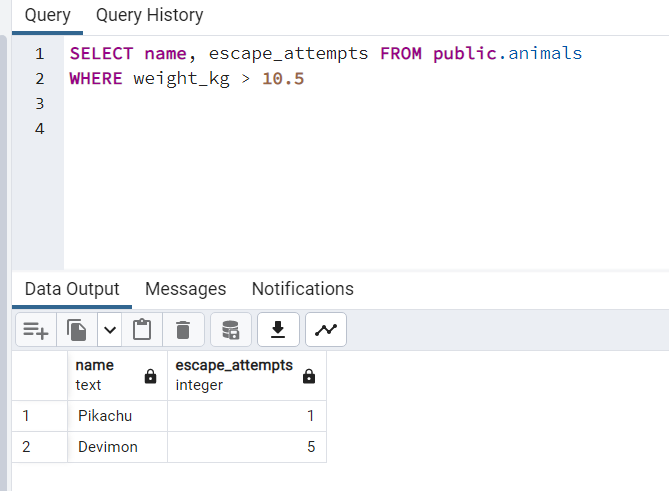 Query Query History
1 SELECT name, escape_attempts FROM public.animals
2 WHERE weight_kg > 10.5
3
4
Data Output Messages Notifications
name escape_attempts
text integer
1 Pikachu 1
2 Devimon 5